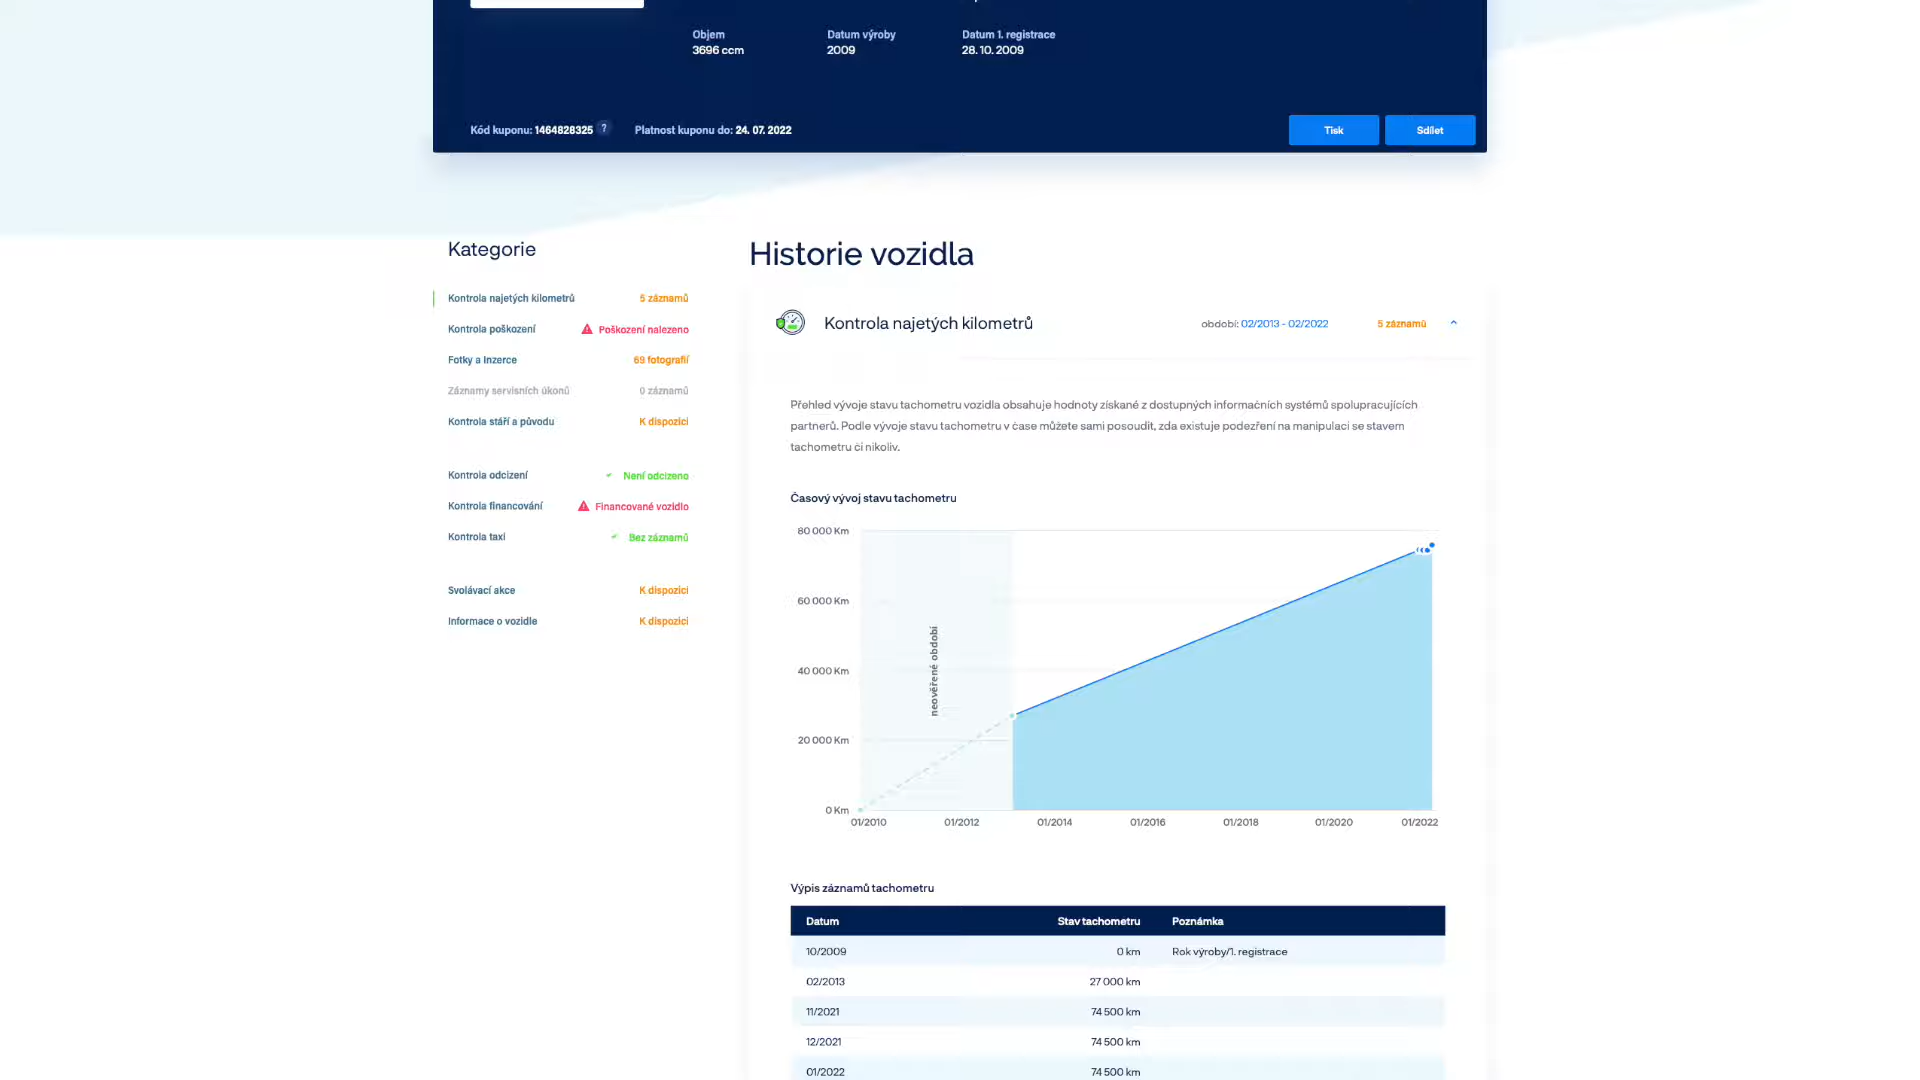 Objem
3696 ccm
Datum výroby
2009
Datum 1. registrace
28. 10. 2009
Kód kuponu: 1464828325 ?
Platnost kuponu do: 24. 07. 2022
Tisk
Sdílet
Kategorie
Kontrola najetých kilometrů 5 záznamů
Kontrola poškození Poškození nalezeno
Fotky a inzerce 69 fotografií
Záznamy servisních úkonů 0 záznamů
Kontrola stáří a původu K dispozici
Kontrola odcizení Není odcizeno
Kontrola financování Financované vozidlo
Kontrola taxi Bez záznamů
Svolávací akce K dispozici
Informace o vozidle K dispozici
Historie vozidla
Kontrola najetých kilometrů období: 02/2013 - 02/2022 5 záznamů
Přehled vývoje stavu tachometru vozidla obsahuje hodnoty získané z dostupných informačních systémů spolupracujících
partnerů. Podle vývoje stavu tachometru v čase můžete sami posoudit, zda existuje podezření na manipulaci se stavem
tachometru či nikoliv.
Časový vývoj stavu tachometru
80 000 Km
60 000 Km
40 000 Km
20 000 Km
0 Km
neověřené období
01/2010 01/2012 01/2014 01/2016 01/2018 01/2020 01/2022
Výpis záznamů tachometru
Datum Stav tachometru Poznámka
10/2009 0 km Rok výroby/1. registrace
02/2013 27 000 km
11/2021 74 500 km
12/2021 74 500 km
01/2022 74 500 km